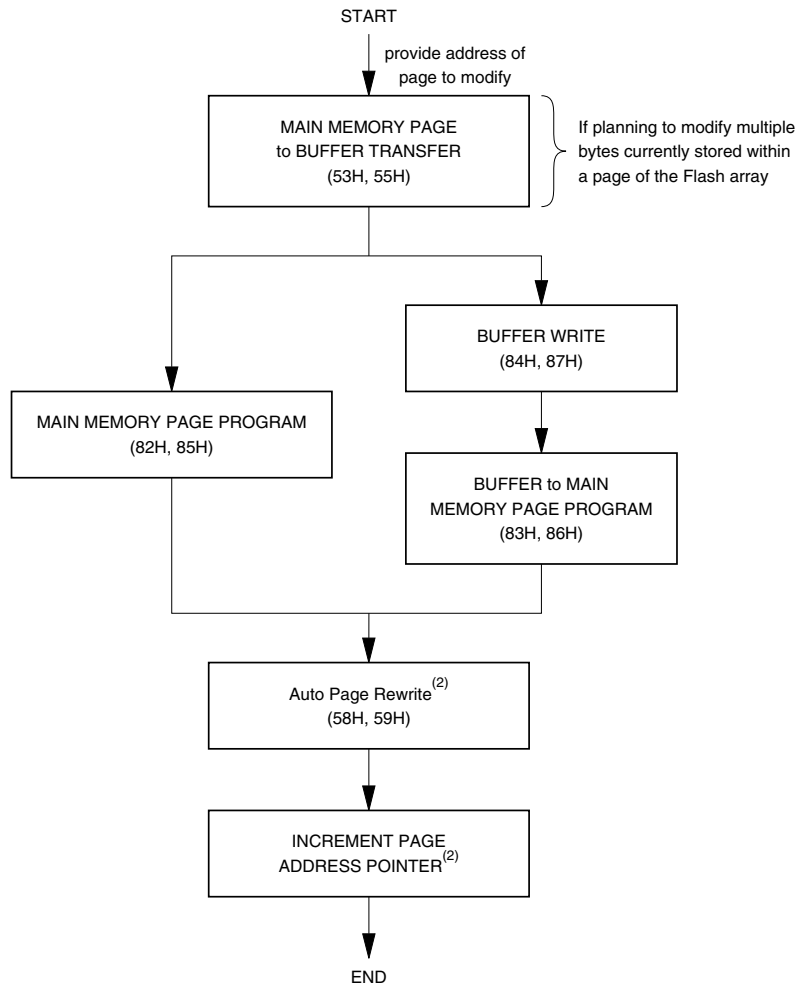 START
provide address of
page to modify
MAIN MEMORY PAGE
to BUFFER TRANSFER
(53H, 55H)
If planning to modify multiple
bytes currently stored within
a page of the Flash array
BUFFER WRITE
(84H, 87H)
MAIN MEMORY PAGE PROGRAM
(82H, 85H)
BUFFER to MAIN
MEMORY PAGE PROGRAM
(83H, 86H)
Auto Page Rewrite(2)
(58H, 59H)
INCREMENT PAGE
ADDRESS POINTER(2)
END